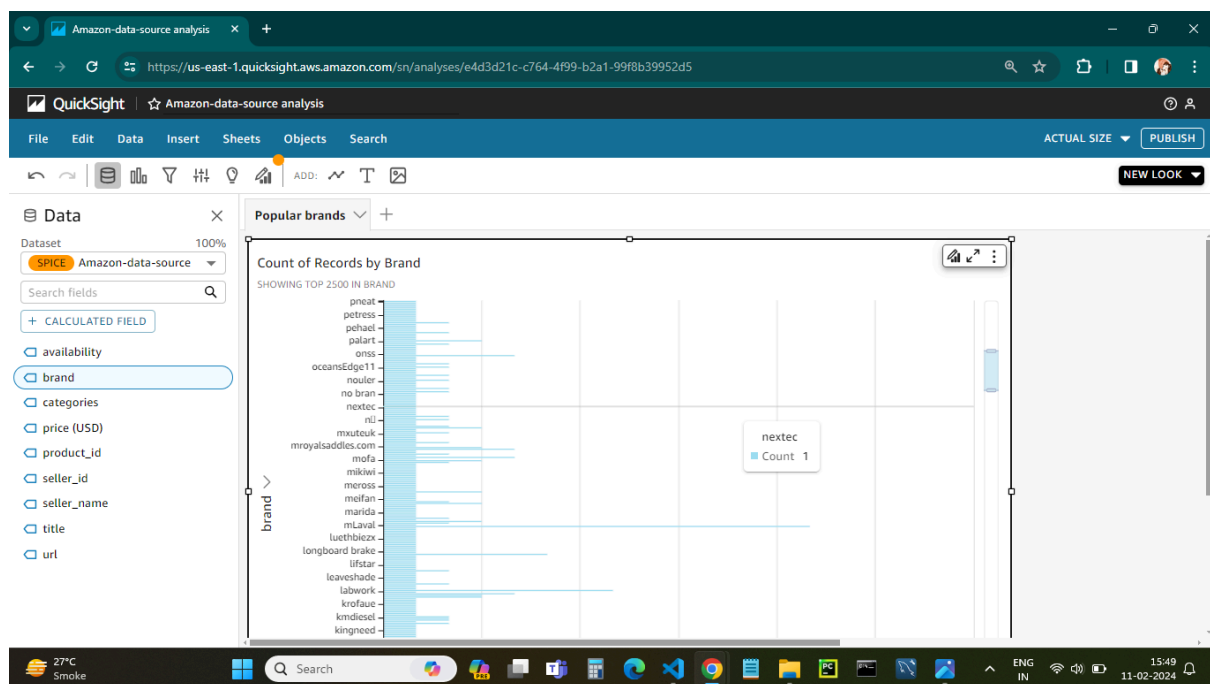 Amazon-data-source analysis
https://us-east-1.quicksight.aws.amazon.com/sn/analyses/e4d3d21c-c764-4f99-b2a1-99f8b39952d5
QuickSight Amazon-data-source analysis
File Edit Data Insert Sheets Objects Search ACTUAL SIZE PUBLISH
ADD: T NEW LOOK
Data
Popular brands
Dataset 100%
SPICE Amazon-data-source
Search fields
+ CALCULATED FIELD
availability
brand
categories
price (USD)
product_id
seller_id
seller_name
title
url
Count of Records by Brand
SHOWING TOP 2500 IN BRAND
brand
pneat
petress
pehael
palart
onss
oceansEdge11
nouler
no bran
nextec
n
mxuteuk
mroyalsaddles.com
mofa
mikiwi
meross
meifan
marida
mLaval
luethbiezx
longboard brake
lifstar
leaveshade
labwork
krofaue
kmdiesel
kingneed
nextec
Count 1
27°C
Smoke
Search
PRE
PC
ENG
IN
15:49
11-02-2024